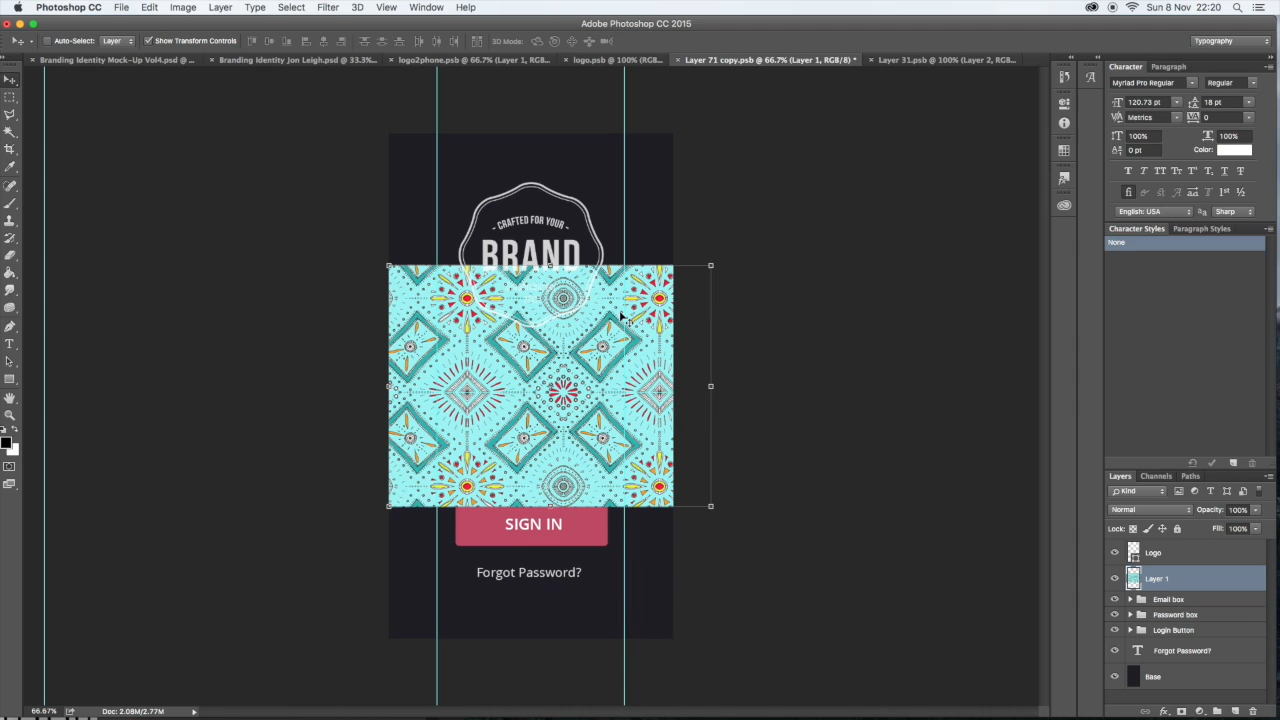 Photoshop CC File Edit Image Layer Type Select Filter 3D View Window Help Sun 8 Nov 22:20
Adobe Photoshop CC 2015
Auto-Select: Layer Show Transform Controls 3D Mode: Typography
Branding Identity Mock-Up Vol4.psd @ ... Branding Identity Jon Leigh.psd @ 33.3%... logo2phone.psb @ 66.7% (Layer 1, RGB... logo.psb @ 100% (RGB... Layer 71 copy.psb @ 66.7% (Layer 1, RGB/8) * Layer 31.psb @ 100% (Layer 2, RGB...
Character Paragraph
Myriad Pro Regular Regular
120.73 pt 18 pt
Metrics 0
100% 100%
0 pt Color:
English: USA Sharp
Character Styles Paragraph Styles
None
- CRAFTED FOR YOUR -
BRAND
SIGN IN
Forgot Password?
Layers Channels Paths
Kind
Normal Opacity: 100%
Lock: Fill: 100%
Logo
Layer 1
Email box
Password box
Login Button
Forgot Password?
Base
66.67% Doc: 2.08M/2.77M